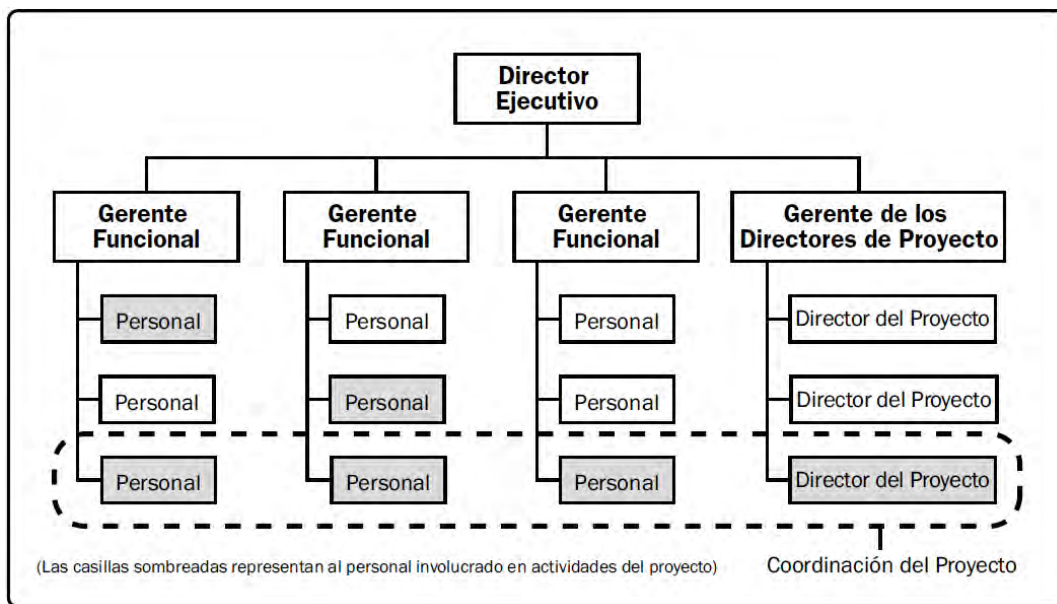 Director
Ejecutivo
Gerente
Funcional
Gerente
Funcional
Gerente
Funcional
Gerente de los
Directores de Proyecto
Personal
Personal
Personal
Director del Proyecto
Personal
Personal
Personal
Director del Proyecto
Personal
Personal
Personal
Director del Proyecto
(Las casillas sombreadas representan al personal involucrado en actividades del proyecto)
Coordinación del Proyecto